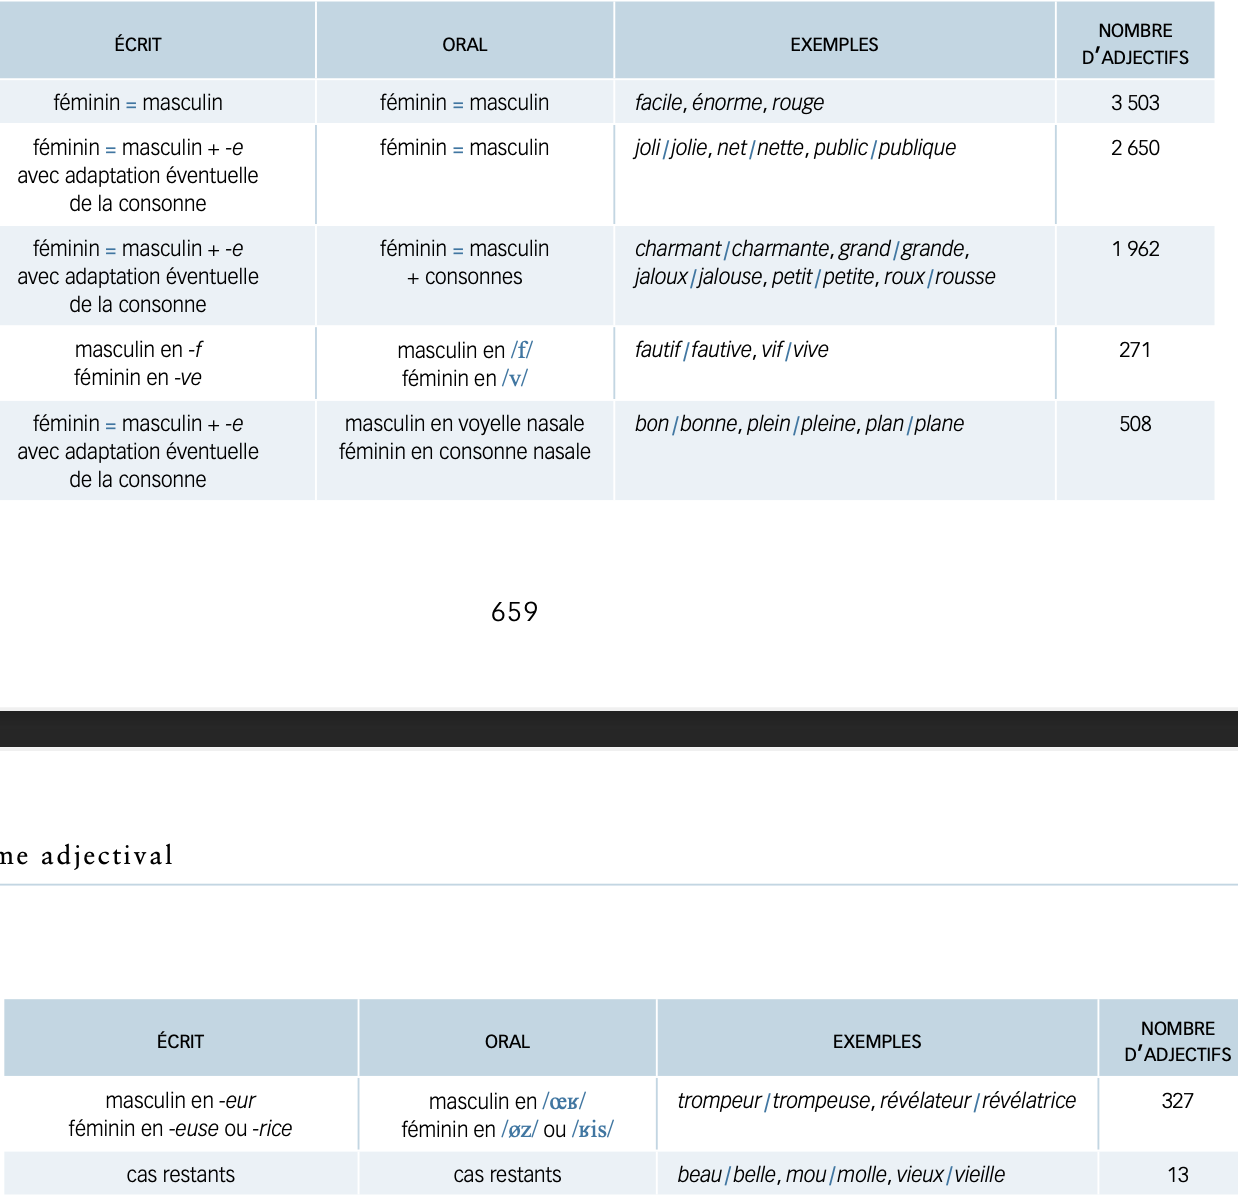 ÉCRIT ORAL EXEMPLES NOMBRE D’ADJECTIFS
féminin = masculin féminin = masculin facile, énorme, rouge 3 503
féminin = masculin + -e féminin = masculin joli/jolie, net/nette, public/publique 2 650
avec adaptation éventuelle
de la consonne
féminin = masculin + -e féminin = masculin charmant/charmante, grand/grande, 1 962
avec adaptation éventuelle + consonnes jaloux/jalouse, petit/petite, roux/rousse
de la consonne
masculin en -f masculin en /f/ fautif/fautive, vif/vive 271
féminin en -ve féminin en /v/
féminin = masculin + -e masculin en voyelle nasale bon/bonne, plein/pleine, plan/plane 508
avec adaptation éventuelle féminin en consonne nasale
de la consonne
659
me adjectival
ÉCRIT ORAL EXEMPLES NOMBRE D’ADJECTIFS
masculin en -eur masculin en /œʁ/ trompeur/trompeuse, révélateur/révélatrice 327
féminin en -euse ou -rice féminin en /øz/ ou /ʁis/
cas restants cas restants beau/belle, mou/molle, vieux/vieille 13